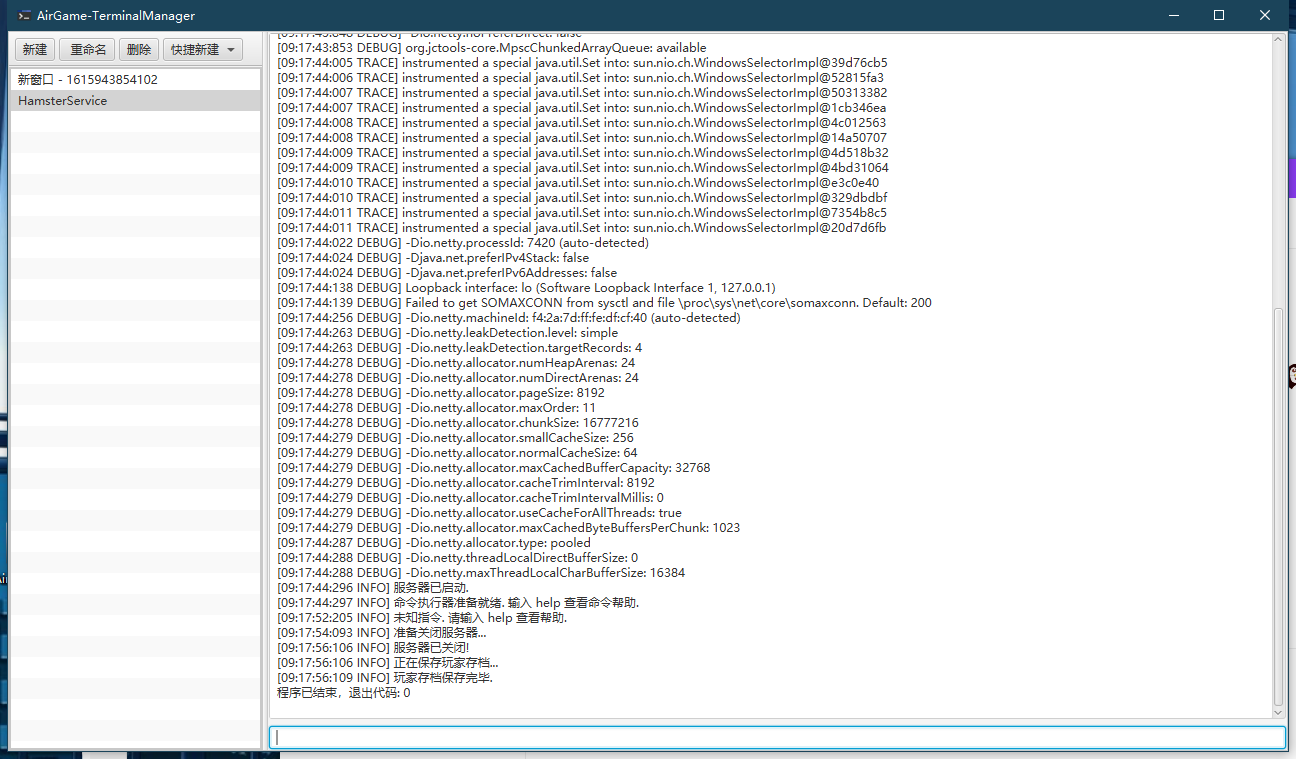 AirGame-TerminalManager
新建
重命名
删除
快捷新建
新窗口 - 1615943854102
HamsterService
[09:17:43:848 DEBUG] -Dio.netty.noPreferDirect: false
[09:17:43:853 DEBUG] org.jctools-core.MpscChunkedArrayQueue: available
[09:17:44:005 TRACE] instrumented a special java.util.Set into: sun.nio.ch.WindowsSelectorImpl@39d76cb5
[09:17:44:006 TRACE] instrumented a special java.util.Set into: sun.nio.ch.WindowsSelectorImpl@52815fa3
[09:17:44:007 TRACE] instrumented a special java.util.Set into: sun.nio.ch.WindowsSelectorImpl@50313382
[09:17:44:007 TRACE] instrumented a special java.util.Set into: sun.nio.ch.WindowsSelectorImpl@1cb346ea
[09:17:44:008 TRACE] instrumented a special java.util.Set into: sun.nio.ch.WindowsSelectorImpl@4c012563
[09:17:44:008 TRACE] instrumented a special java.util.Set into: sun.nio.ch.WindowsSelectorImpl@14a50707
[09:17:44:009 TRACE] instrumented a special java.util.Set into: sun.nio.ch.WindowsSelectorImpl@4d518b32
[09:17:44:009 TRACE] instrumented a special java.util.Set into: sun.nio.ch.WindowsSelectorImpl@4bd31064
[09:17:44:010 TRACE] instrumented a special java.util.Set into: sun.nio.ch.WindowsSelectorImpl@e3c0e40
[09:17:44:010 TRACE] instrumented a special java.util.Set into: sun.nio.ch.WindowsSelectorImpl@329dbdbf
[09:17:44:011 TRACE] instrumented a special java.util.Set into: sun.nio.ch.WindowsSelectorImpl@7354b8c5
[09:17:44:011 TRACE] instrumented a special java.util.Set into: sun.nio.ch.WindowsSelectorImpl@20d7d6fb
[09:17:44:022 DEBUG] -Dio.netty.processId: 7420 (auto-detected)
[09:17:44:024 DEBUG] -Djava.net.preferIPv4Stack: false
[09:17:44:024 DEBUG] -Djava.net.preferIPv6Addresses: false
[09:17:44:138 DEBUG] Loopback interface: lo (Software Loopback Interface 1, 127.0.0.1)
[09:17:44:139 DEBUG] Failed to get SOMAXCONN from sysctl and file \proc\sys\net\core\somaxconn. Default: 200
[09:17:44:256 DEBUG] -Dio.netty.machineId: f4:2a:7d:ff:fe:df:cf:40 (auto-detected)
[09:17:44:263 DEBUG] -Dio.netty.leakDetection.level: simple
[09:17:44:263 DEBUG] -Dio.netty.leakDetection.targetRecords: 4
[09:17:44:278 DEBUG] -Dio.netty.allocator.numHeapArenas: 24
[09:17:44:278 DEBUG] -Dio.netty.allocator.numDirectArenas: 24
[09:17:44:278 DEBUG] -Dio.netty.allocator.pageSize: 8192
[09:17:44:278 DEBUG] -Dio.netty.allocator.maxOrder: 11
[09:17:44:278 DEBUG] -Dio.netty.allocator.chunkSize: 16777216
[09:17:44:279 DEBUG] -Dio.netty.allocator.smallCacheSize: 256
[09:17:44:279 DEBUG] -Dio.netty.allocator.normalCacheSize: 64
[09:17:44:279 DEBUG] -Dio.netty.allocator.maxCachedBufferCapacity: 32768
[09:17:44:279 DEBUG] -Dio.netty.allocator.cacheTrimInterval: 8192
[09:17:44:279 DEBUG] -Dio.netty.allocator.cacheTrimIntervalMillis: 0
[09:17:44:279 DEBUG] -Dio.netty.allocator.useCacheForAllThreads: true
[09:17:44:279 DEBUG] -Dio.netty.allocator.maxCachedByteBuffersPerChunk: 1023
[09:17:44:287 DEBUG] -Dio.netty.allocator.type: pooled
[09:17:44:288 DEBUG] -Dio.netty.threadLocalDirectBufferSize: 0
[09:17:44:288 DEBUG] -Dio.netty.maxThreadLocalCharBufferSize: 16384
[09:17:44:296 INFO] 服务器已启动.
[09:17:44:297 INFO] 命令执行器准备就绪. 输入 help 查看命令帮助.
[09:17:52:205 INFO] 未知指令. 请输入 help 查看帮助.
[09:17:54:093 INFO] 准备关闭服务器...
[09:17:56:106 INFO] 服务器已关闭!
[09:17:56:106 INFO] 正在保存玩家存档...
[09:17:56:109 INFO] 玩家存档保存完毕.
程序已结束，退出代码: 0